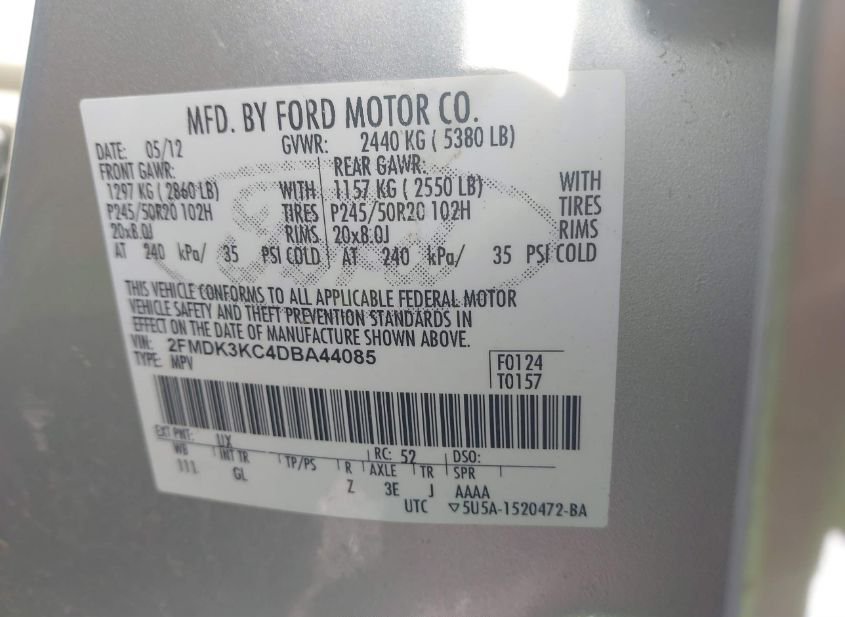 MFD. BY FORD MOTOR CO.
DATE: 05/12 GVWR: 2440 KG ( 5380 LB)
FRONT GAWR: REAR GAWR:
1297 KG (2860 LB) WITH 1157 KG ( 2550 LB) WITH
P245/50R20 102H TIRES P245/50R20 102H TIRES
20x8.0J RIMS 20x8.0J RIMS
AT 240 kPa/ 35 PSI COLD AT 240 kPa/ 35 PSI COLD
THIS VEHICLE CONFORMS TO ALL APPLICABLE FEDERAL MOTOR
VEHICLE SAFETY AND THEFT PREVENTION STANDARDS IN
EFFECT ON THE DATE OF MANUFACTURE SHOWN ABOVE.
VIN: 2FMDK3KC4DBA44085
TYPE: MPV
F0124
T0157
EXT PNT: UX RC: 52 DSO:
WB INT TR TP/PS R AXLE TR SPR
GL Z 3E J AAAA
UTC ▽5U5A-1520472-BA